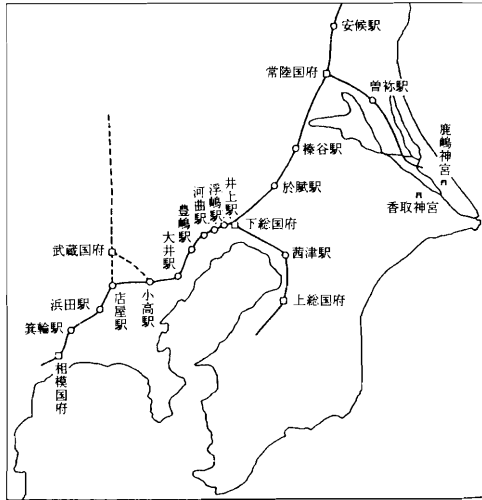 安候駅
常陸国府
曽祢駅
鹿嶋神宮
榛谷駅
香取神宮
於賦駅
井上駅
浮嶋駅
河曲駅
豊嶋駅
大井駅
下総国府
茜津駅
武蔵国府
小高駅
店屋駅
上総国府
浜田駅
箕輪駅
相模国府